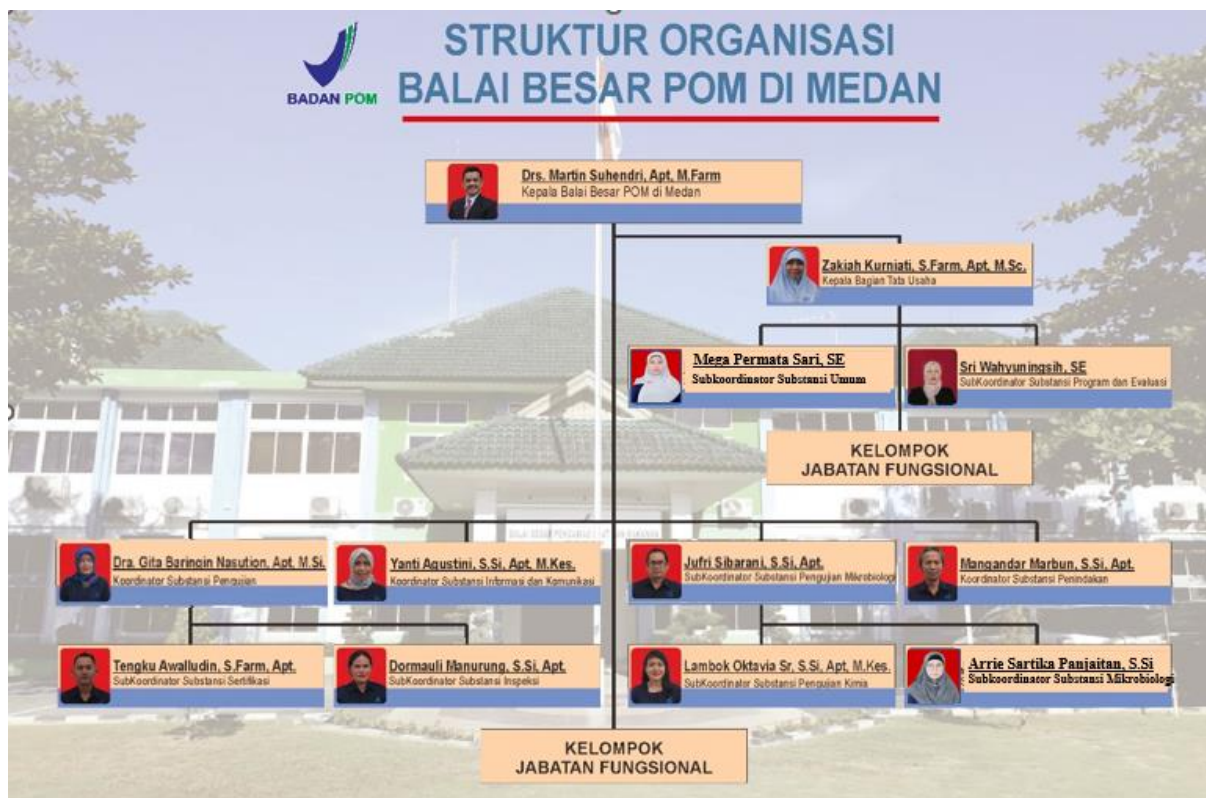 STRUKTUR ORGANISASI
BALAI BESAR POM DI MEDAN
BADAN POM
Drs. Martin Suhendri, Apt, M.Farm
Kepala Balai Besar POM di Medan
Zakiah Kurniati, S.Farm, Apt, M.Sc.
Kepala Bagian Tata Usaha
Mega Permata Sari, SE
Subkoordinator Substansi Umum
Sri Wahyuningsih, SE
SubKoordinator Substansi Program dan Evaluasi
KELOMPOK
JABATAN FUNGSIONAL
Dra. Gita Baringin Nasution, Apt, M.Si.
Koordinator Substansi Pengujian
Yanti Agustini, S.Si, Apt, M.Kes.
Koordinator Substansi Informasi dan Komunikasi
Jufri Sibarani, S.Si, Apt.
SubKoordinator Substansi Pengujian Mikrobiologi
Mangandar Marbun, S.Si, Apt.
Koordinator Substansi Penindakan
Tengku Awalludin, S.Farm, Apt.
SubKoordinator Substansi Sertifikasi
Dormauli Manurung, S.Si, Apt.
SubKoordinator Substansi Inspeksi
Lambok Oktavia Sr, S.Si, Apt, M.Kes.
SubKoordinator Substansi Pengujian Kimia
Arrie Sartika Panjaitan, S.Si
Subkoordinator Substansi Mikrobiologi
KELOMPOK
JABATAN FUNGSIONAL